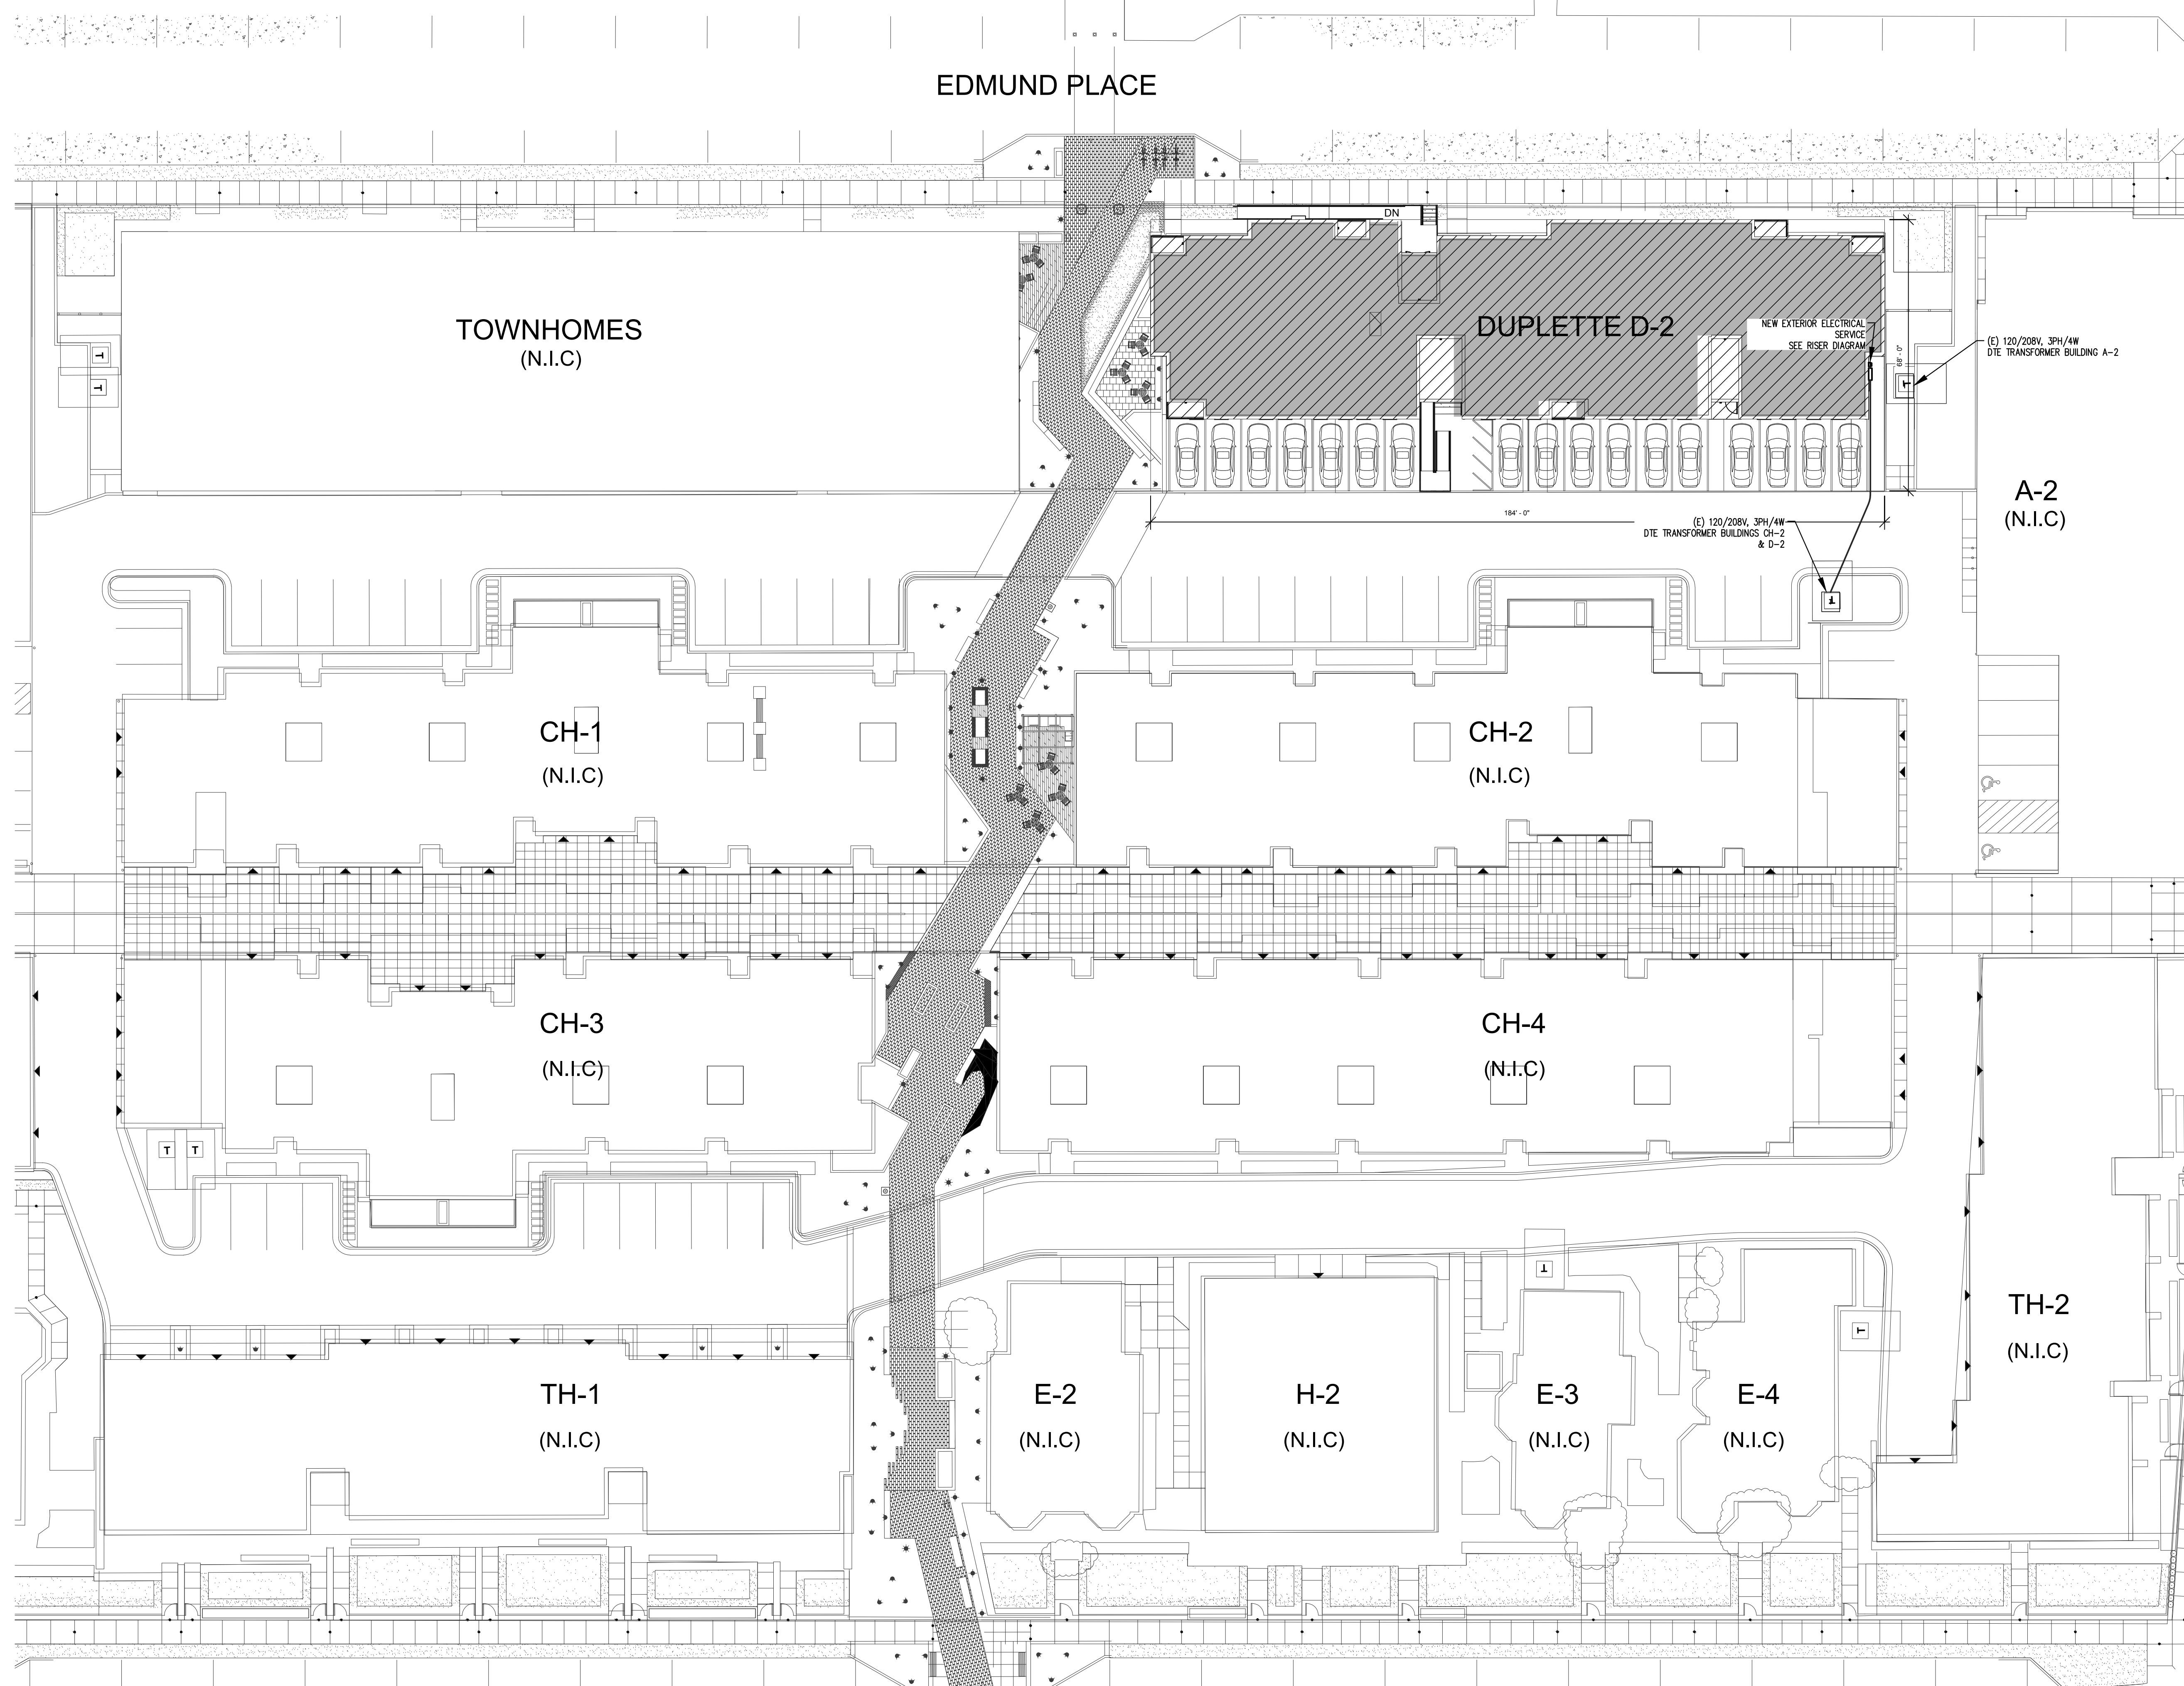 EDMUND PLACE
DN
TOWNHOMES
(N.I.C)
DUPLETTE D-2
NEW EXTERIOR ELECTRICAL
SERVICE
SEE RISER DIAGRAM
68' - 0"
(E) 120/208V, 3PH/4W
DTE TRANSFORMER BUILDING A-2
T
T
T
A-2
(N.I.C)
184' - 0"
(E) 120/208V, 3PH/4W
DTE TRANSFORMER BUILDINGS CH-2
& D-2
T
CH-1
(N.I.C)
CH-2
(N.I.C)
CH-3
(N.I.C)
CH-4
(N.I.C)
T
T
T
T
TH-2
(N.I.C)
TH-1
(N.I.C)
E-2
(N.I.C)
H-2
(N.I.C)
E-3
(N.I.C)
E-4
(N.I.C)